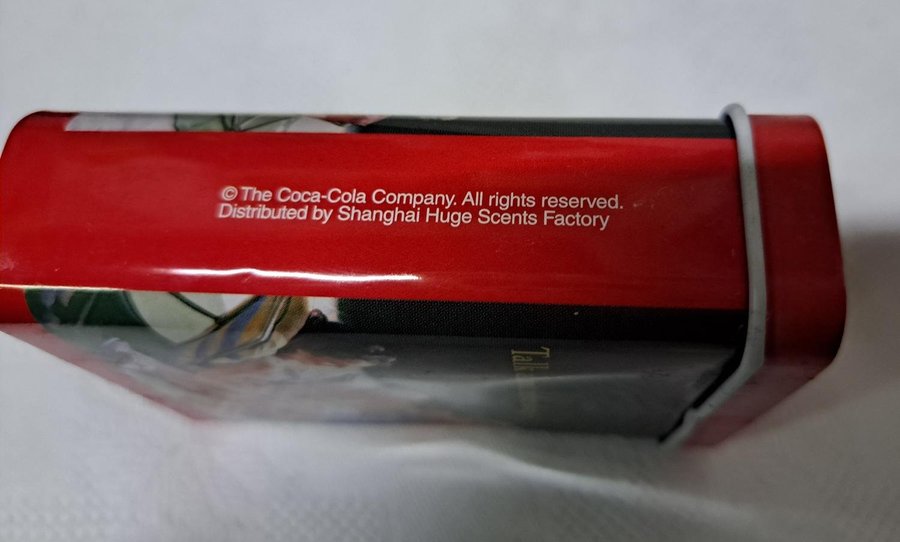 © The Coca-Cola Company. All rights reserved.
Distributed by Shanghai Huge Scents Factory